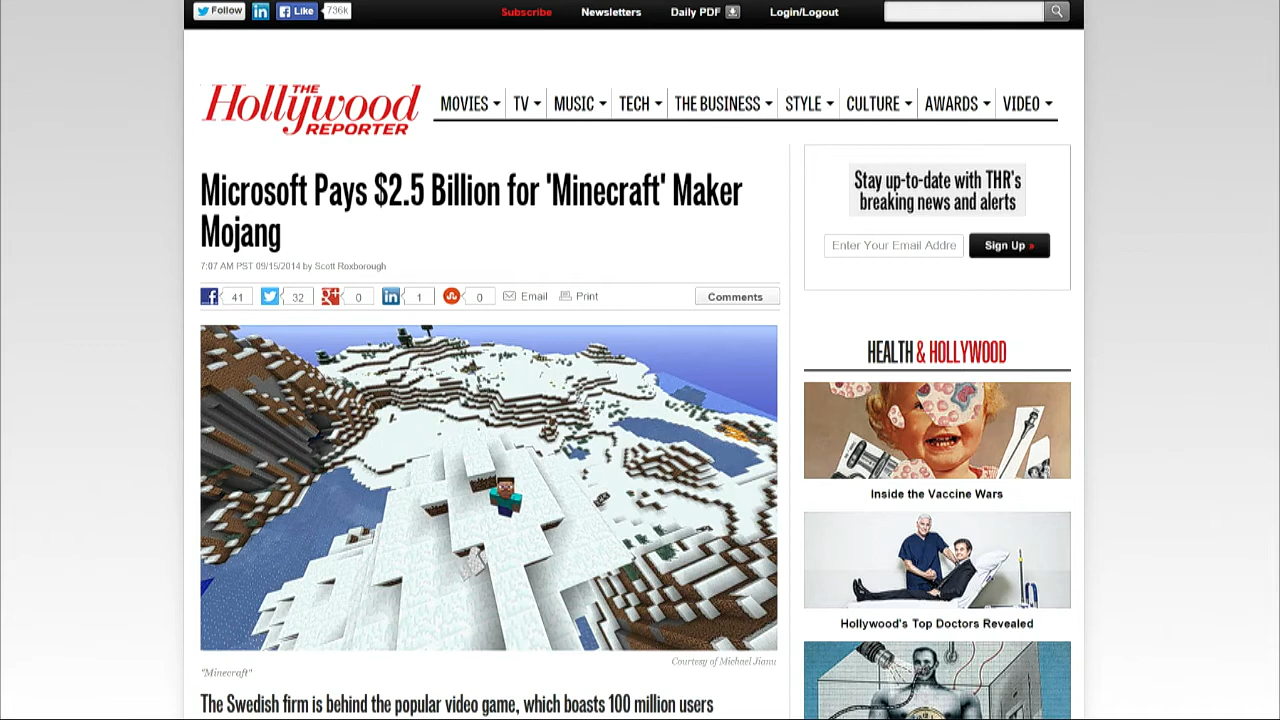 Follow
Like
736k
Subscribe
Newsletters
Daily PDF
Login/Logout
THE
Hollywood
REPORTER
MOVIES
TV
MUSIC
TECH
THE BUSINESS
STYLE
CULTURE
AWARDS
VIDEO
Microsoft Pays $2.5 Billion for 'Minecraft' Maker
Mojang
7:07 AM PST 09/15/2014 by Scott Roxborough
41
32
0
1
0
Email
Print
Comments
"Minecraft"
Courtesy of Michael
The Swedish firm is behind the popular video game, which boasts 100 million users
Stay up-to-date with THR's
breaking news and alerts
Enter Your Email Addre
Sign Up »
HEALTH & HOLLYWOOD
Inside the Vaccine Wars
Hollywood's Top Doctors Revealed